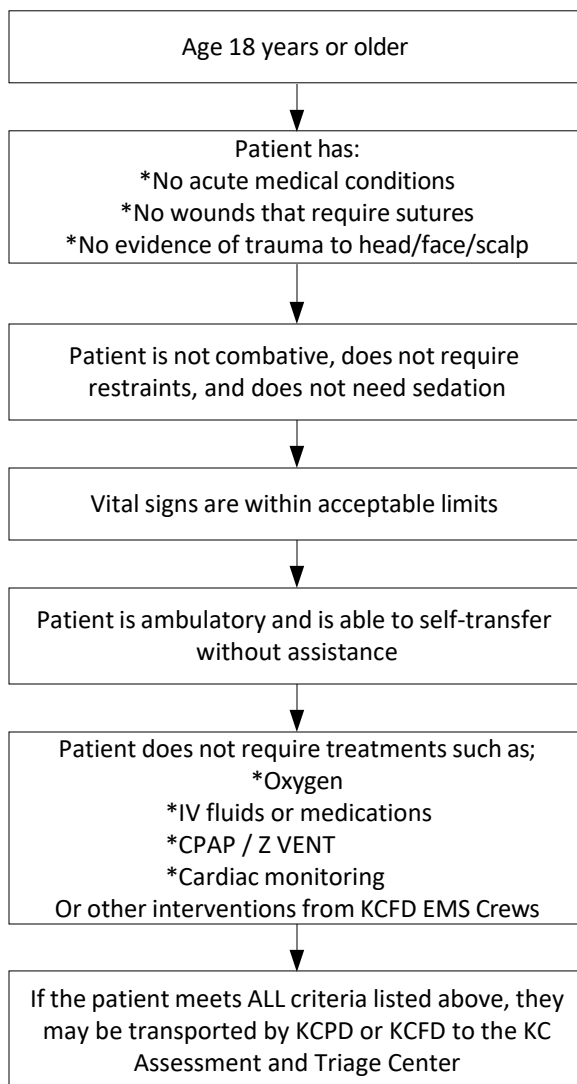 Age 18 years or older
Patient has:
*No acute medical conditions
*No wounds that require sutures
*No evidence of trauma to head/face/scalp
Patient is not combative, does not require
restraints, and does not need sedation
Vital signs are within acceptable limits
Patient is ambulatory and is able to self-transfer
without assistance
Patient does not require treatments such as;
*Oxygen
*IV fluids or medications
*CPAP / Z VENT
*Cardiac monitoring
Or other interventions from KCFD EMS Crews
If the patient meets ALL criteria listed above, they
may be transported by KCPD or KCFD to the KC
Assessment and Triage Center